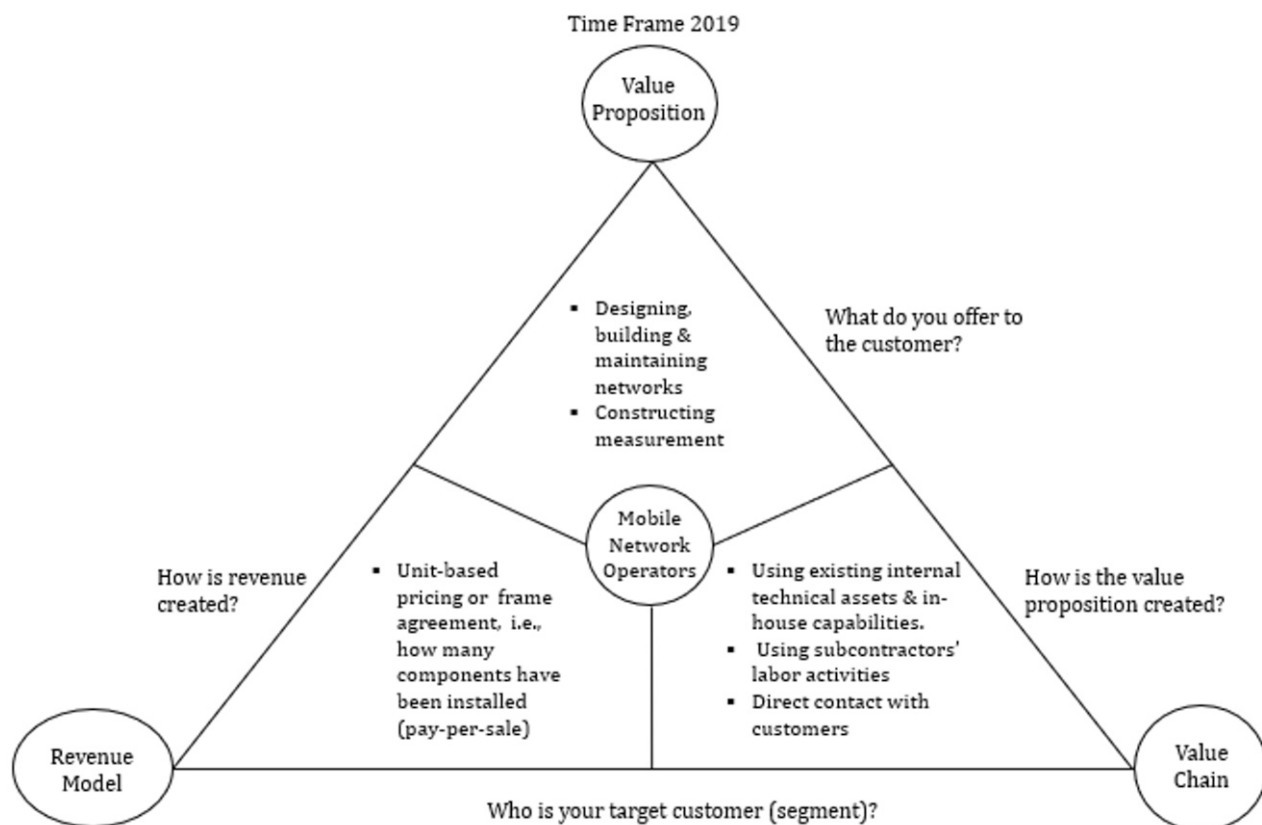 Time Frame 2019
Value
Proposition
▪ Designing,
building &
maintaining
networks
▪ Constructing
measurement
What do you offer to
the customer?
Mobile
Network
Operators
How is revenue
created?
▪ Unit-based
pricing or frame
agreement, i.e.,
how many
components have
been installed
(pay-per-sale)
▪ Using existing internal
technical assets & in-
house capabilities.
▪ Using subcontractors'
labor activities
▪ Direct contact with
customers
How is the value
proposition created?
Revenue
Model
Value
Chain
Who is your target customer (segment)?